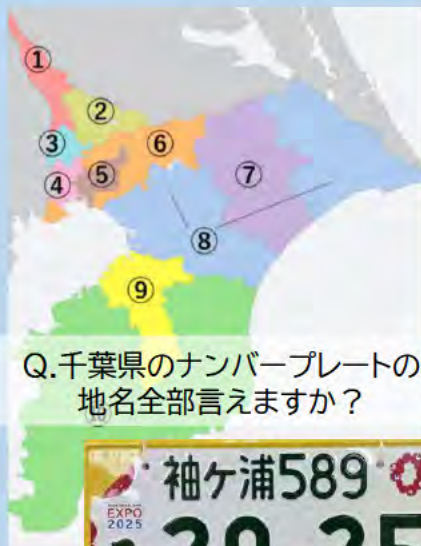 ①
②
③
⑥
④
⑤
⑦
⑧
⑨
Q.千葉県のナンバープレートの
地名全部言えますか？
⑩
袖ケ浦589
EXPO
2025